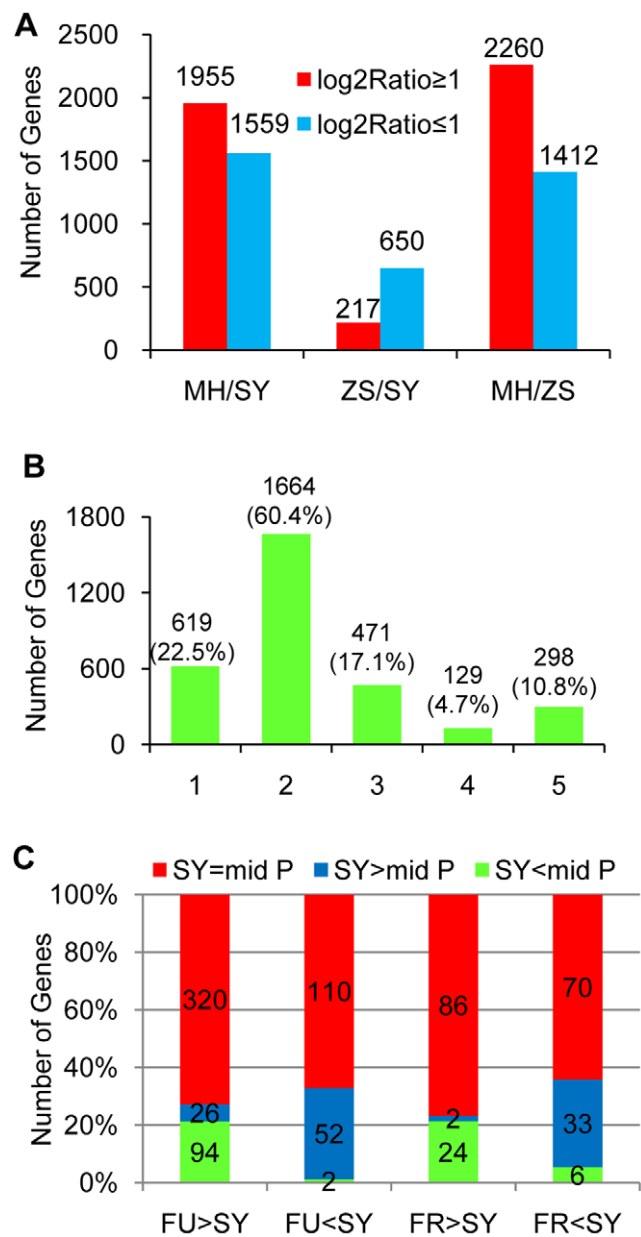 A
Number of Genes
2500
2000
1500
1000
500
0
log2Ratio≥1
log2Ratio≤1
1955
1559
217
650
2260
1412
MH/SY
ZS/SY
MH/ZS
B
Number of Genes
1800
1200
600
0
619
(22.5%)
1664
(60.4%)
471
(17.1%)
129
(4.7%)
298
(10.8%)
1
2
3
4
5
C
SY=mid P
SY>mid P
SY<mid P
Number of Genes
100%
80%
60%
40%
20%
0%
320
26
94
110
52
2
86
2
24
70
33
6
FU>SY
FU<SY
FR>SY
FR<SY